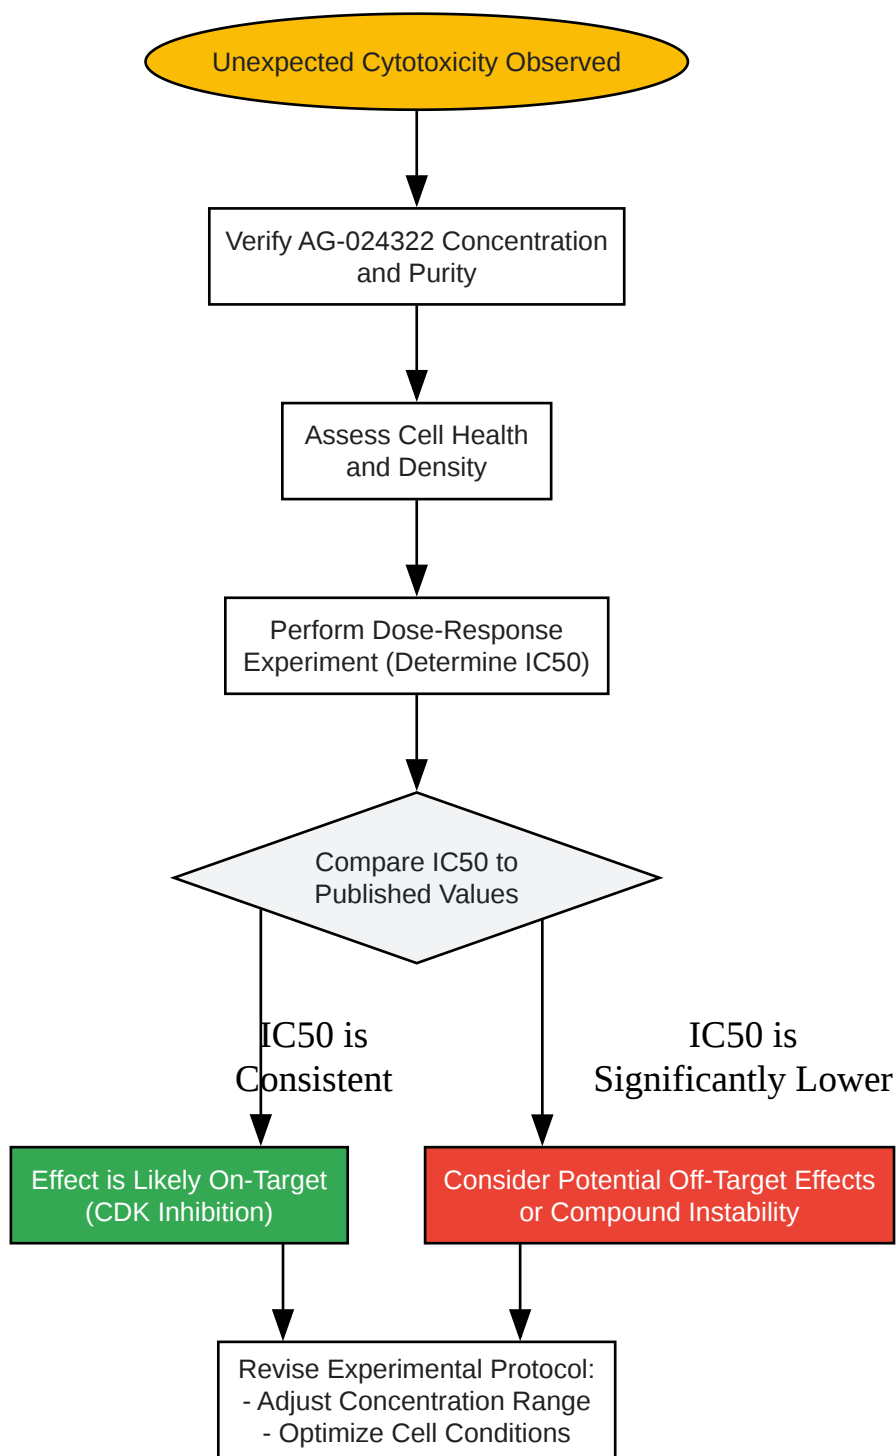 Unexpected Cytotoxicity Observed
Verify AG-024322 Concentration
and Purity
Assess Cell Health
and Density
Perform Dose-Response
Experiment (Determine IC50)
Compare IC50 to
Published Values
IC50 is
Consistent
IC50 is
Significantly Lower
Effect is Likely On-Target
(CDK Inhibition)
Consider Potential Off-Target Effects
or Compound Instability
Revise Experimental Protocol:
- Adjust Concentration Range
- Optimize Cell Conditions